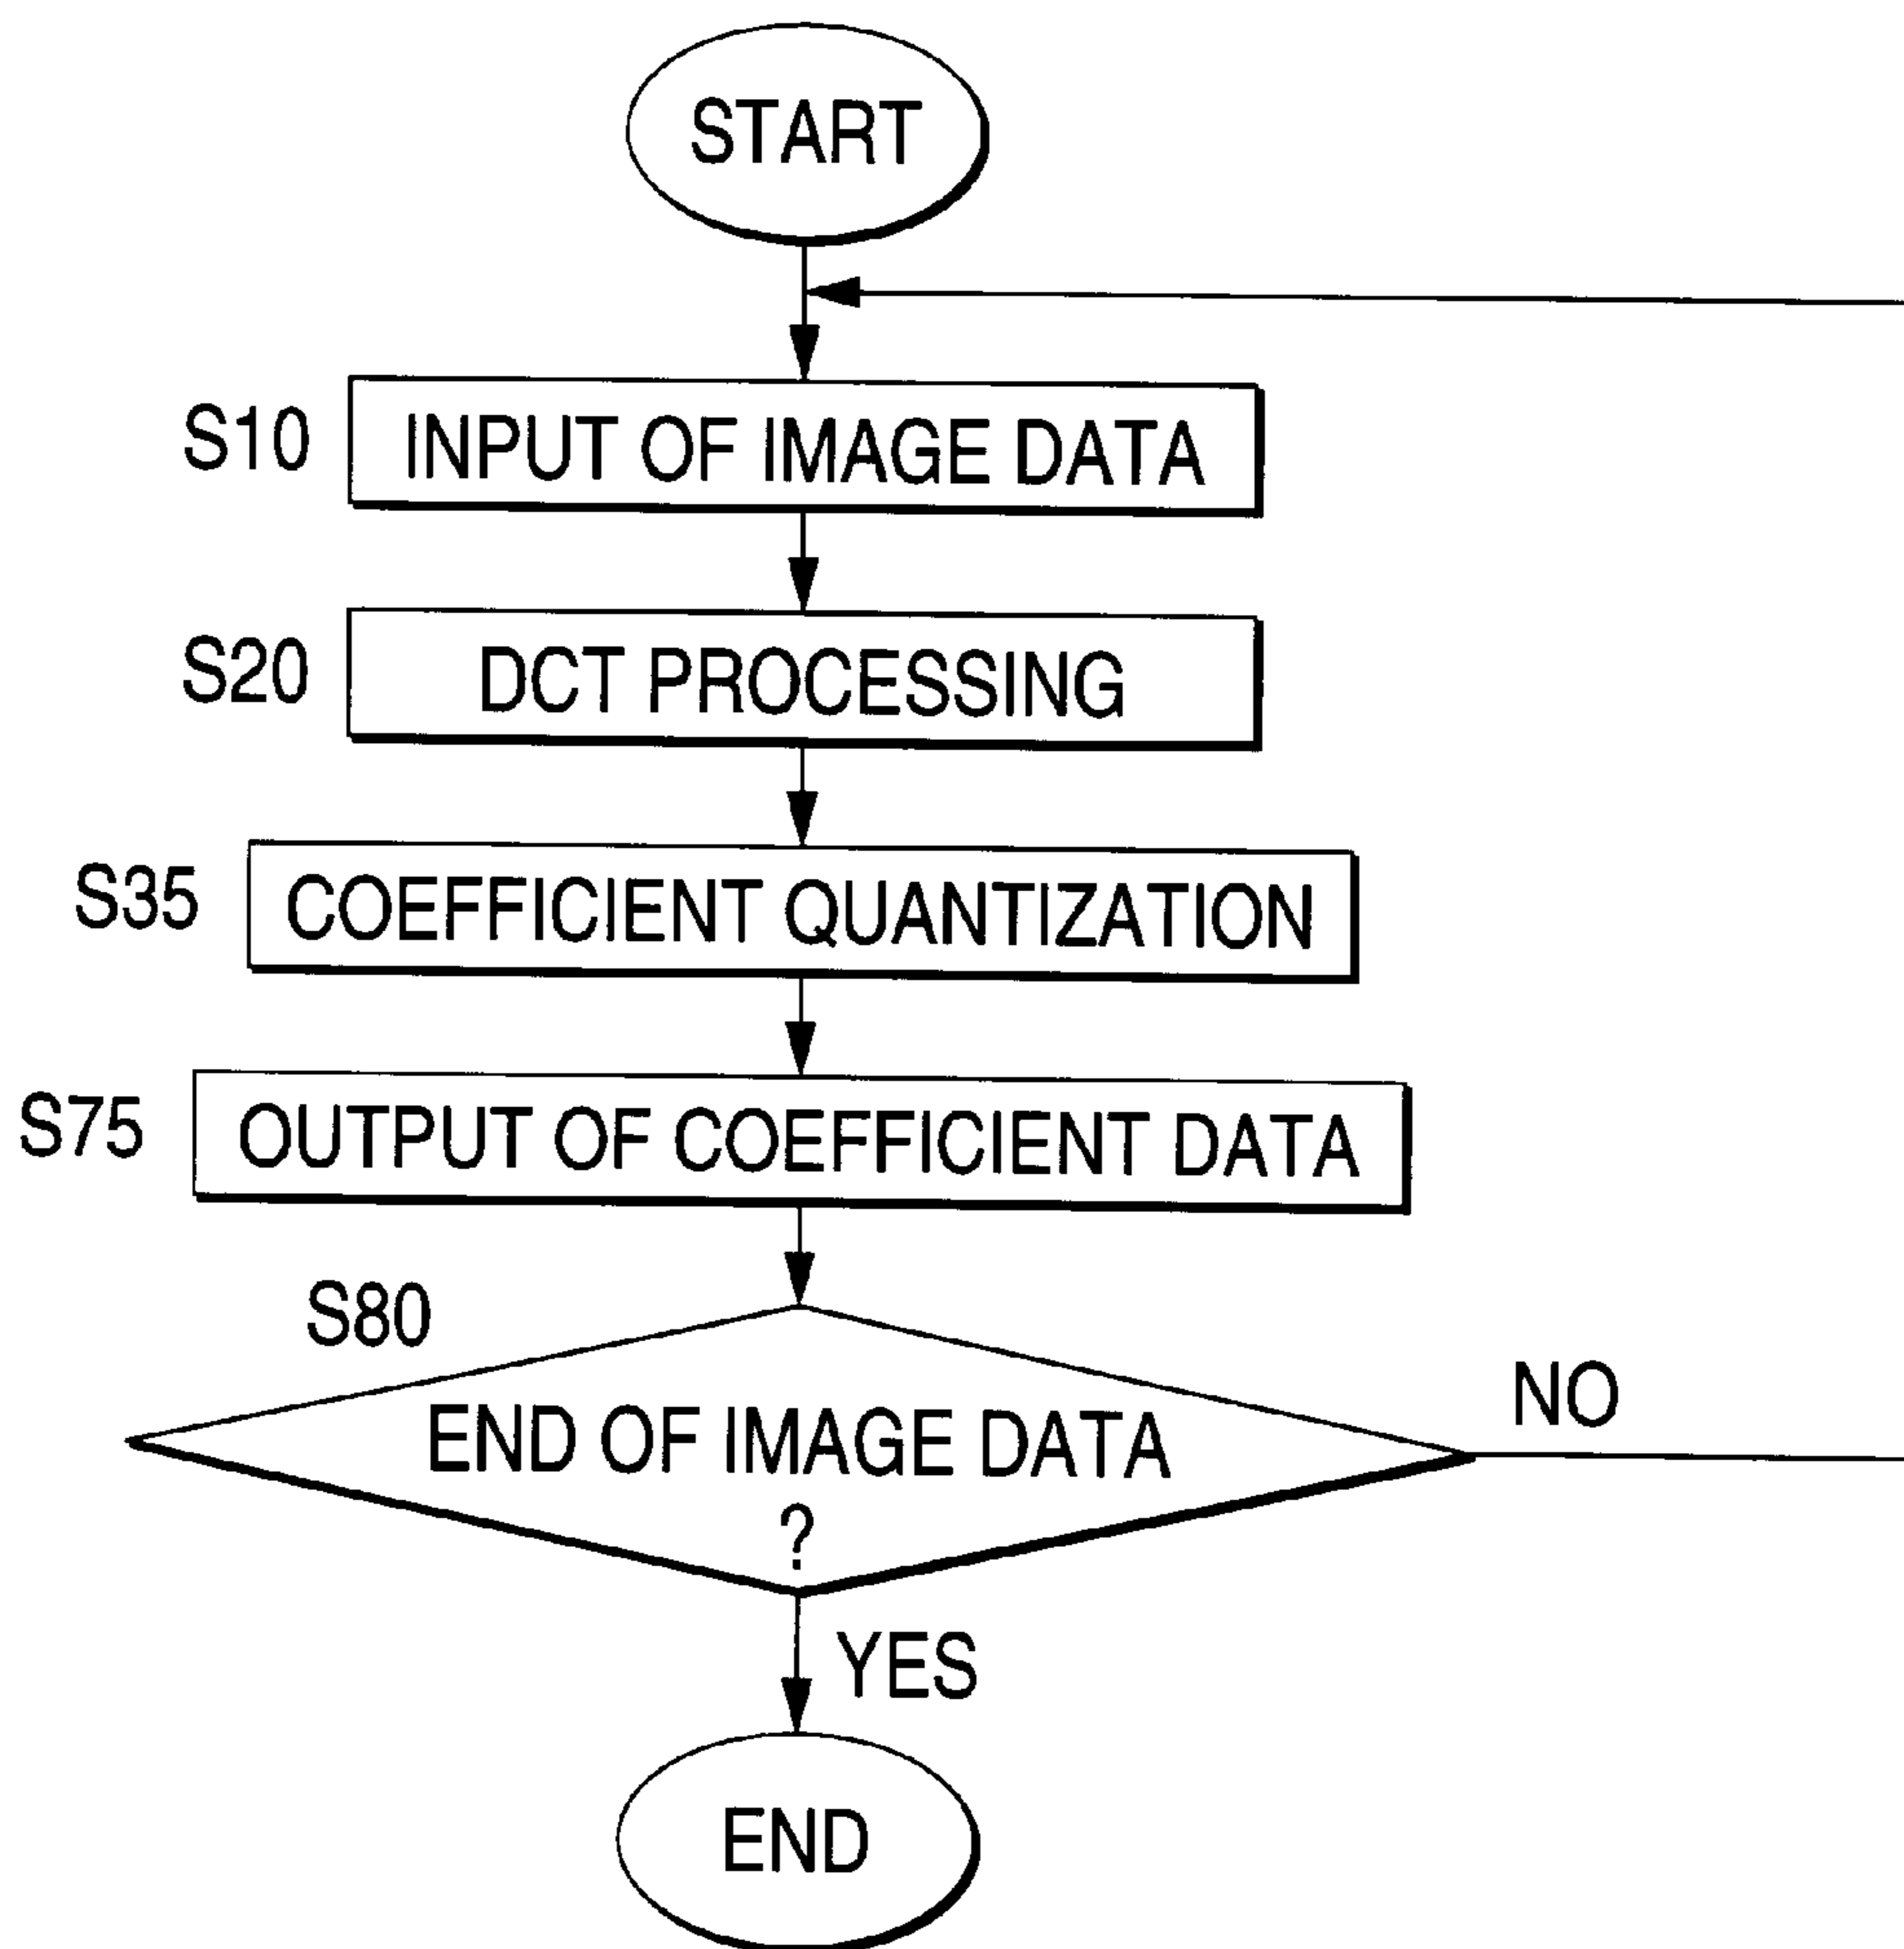 START
S10 INPUT OF IMAGE DATA
S20 DCT PROCESSING
S35 COEFFICIENT QUANTIZATION
S75 OUTPUT OF COEFFICIENT DATA
S80
END OF IMAGE DATA
?
NO
YES
END